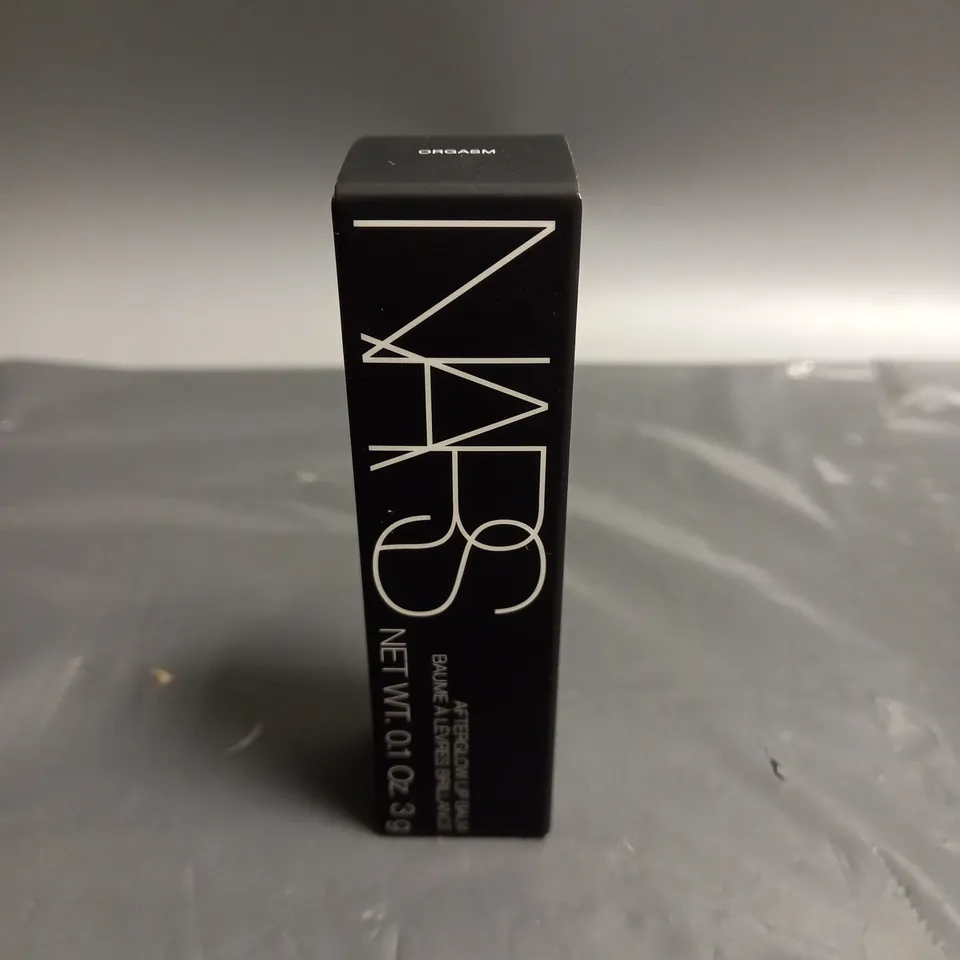 ORGASM
NARS
AFTERGLOW LIP BALM
BAUME À LÈVRES BRILLANCE
NET WT. 0.1 Oz. 3 g